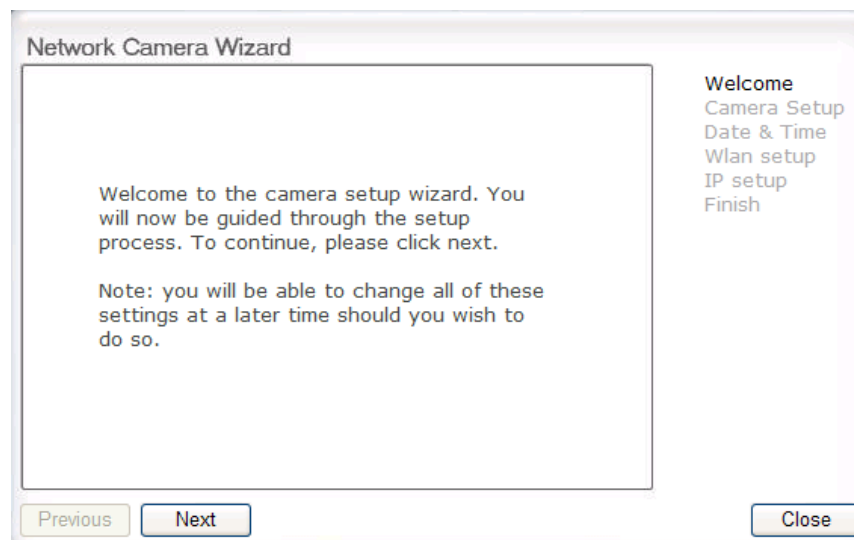 Network Camera Wizard
Welcome to the camera setup wizard. You
will now be guided through the setup
process. To continue, please click next.
Note: you will be able to change all of these
settings at a later time should you wish to
do so.
Welcome
Camera Setup
Date & Time
Wlan setup
IP setup
Finish
Previous
Next
Close